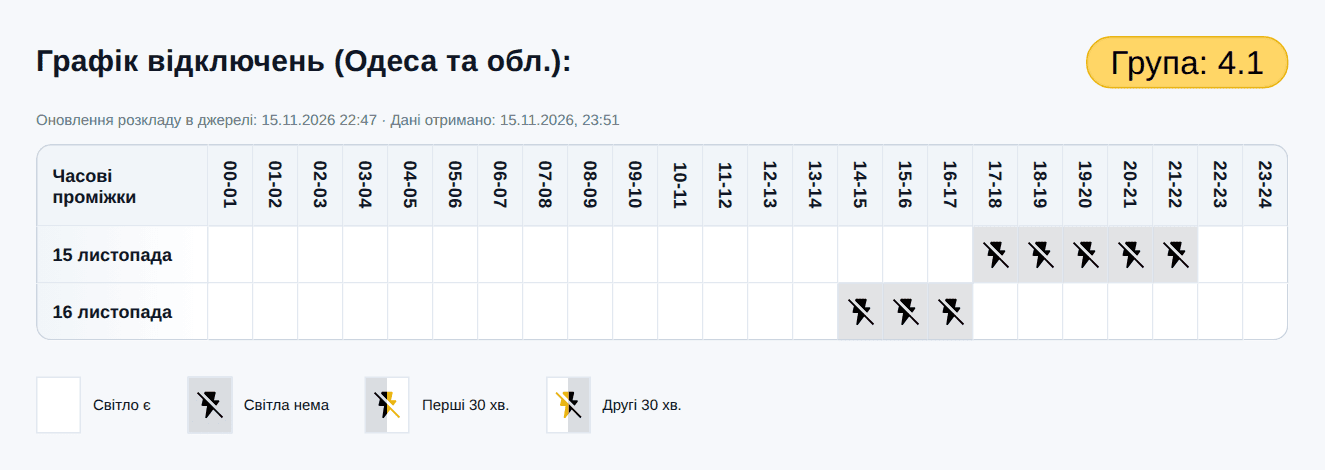 Графік відключень (Одеса та обл.):
Група: 4.1
Оновлення розкладу в джерелі: 15.11.2026 22:47 · Дані отримано: 15.11.2026, 23:51
Часові
проміжки
00-01
01-02
02-03
03-04
04-05
05-06
06-07
07-08
08-09
09-10
10-11
11-12
12-13
13-14
14-15
15-16
16-17
17-18
18-19
19-20
20-21
21-22
22-23
23-24
15 листопада
16 листопада
Світло є
Світла нема
Перші 30 хв.
Другі 30 хв.